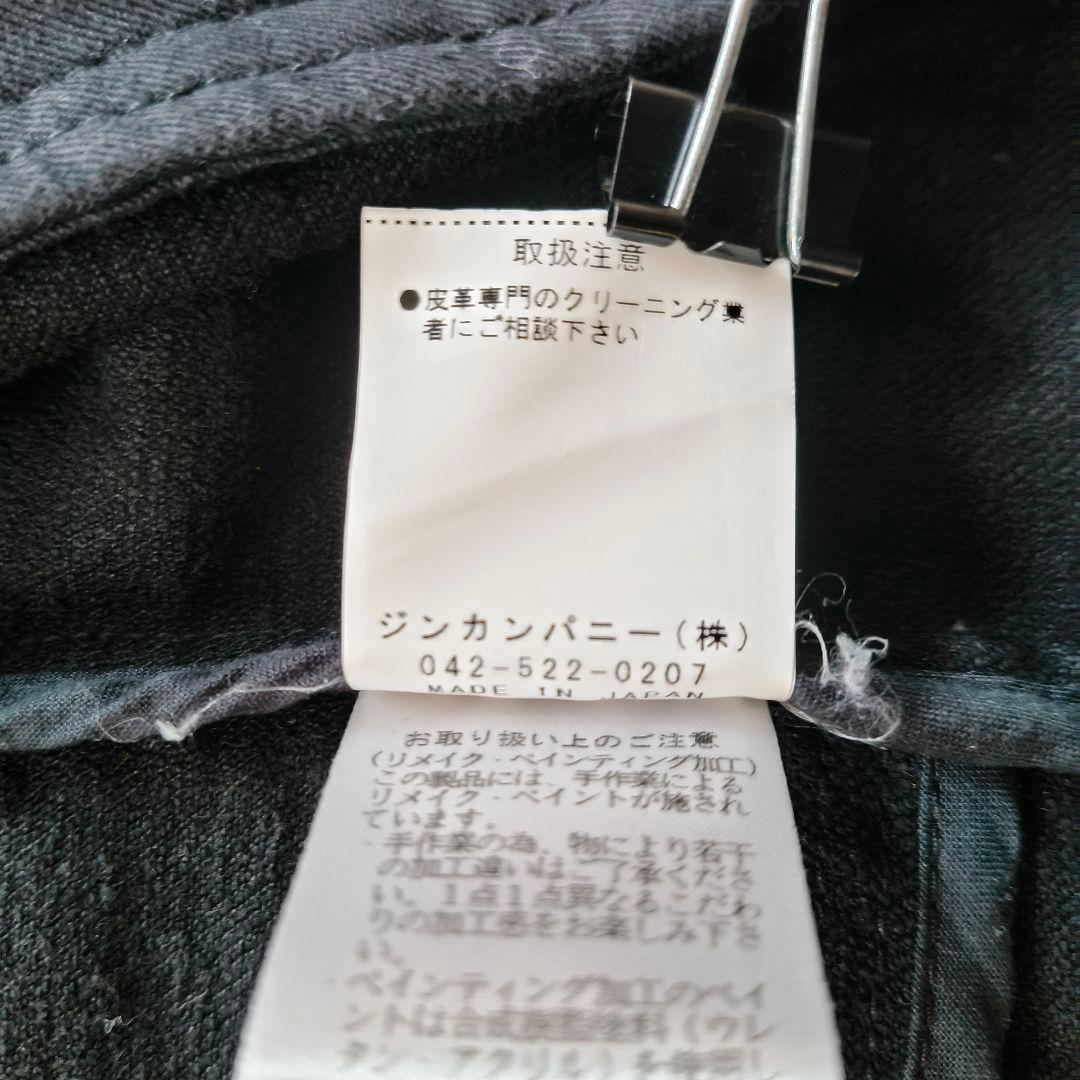 取扱注意
●皮革専門のクリーニング業
者にご相談下さい
ジンカンパニー(株)
042-522-0207
MADE IN JAPAN
お取り扱い上のご注意
(リメイク・ペインティング加工)
この製品には、手作業による
リメイク・ペイントが施され
ています。
・手作業の為、物により若干
の加工違いはご了承くださ
い。1点1点異なるこだわ
りの加工感をお楽しみ下さ
い。
・ペインティング加工のペイ
ントは合成樹脂塗料(ウレ
タン・アクリル)を使用し